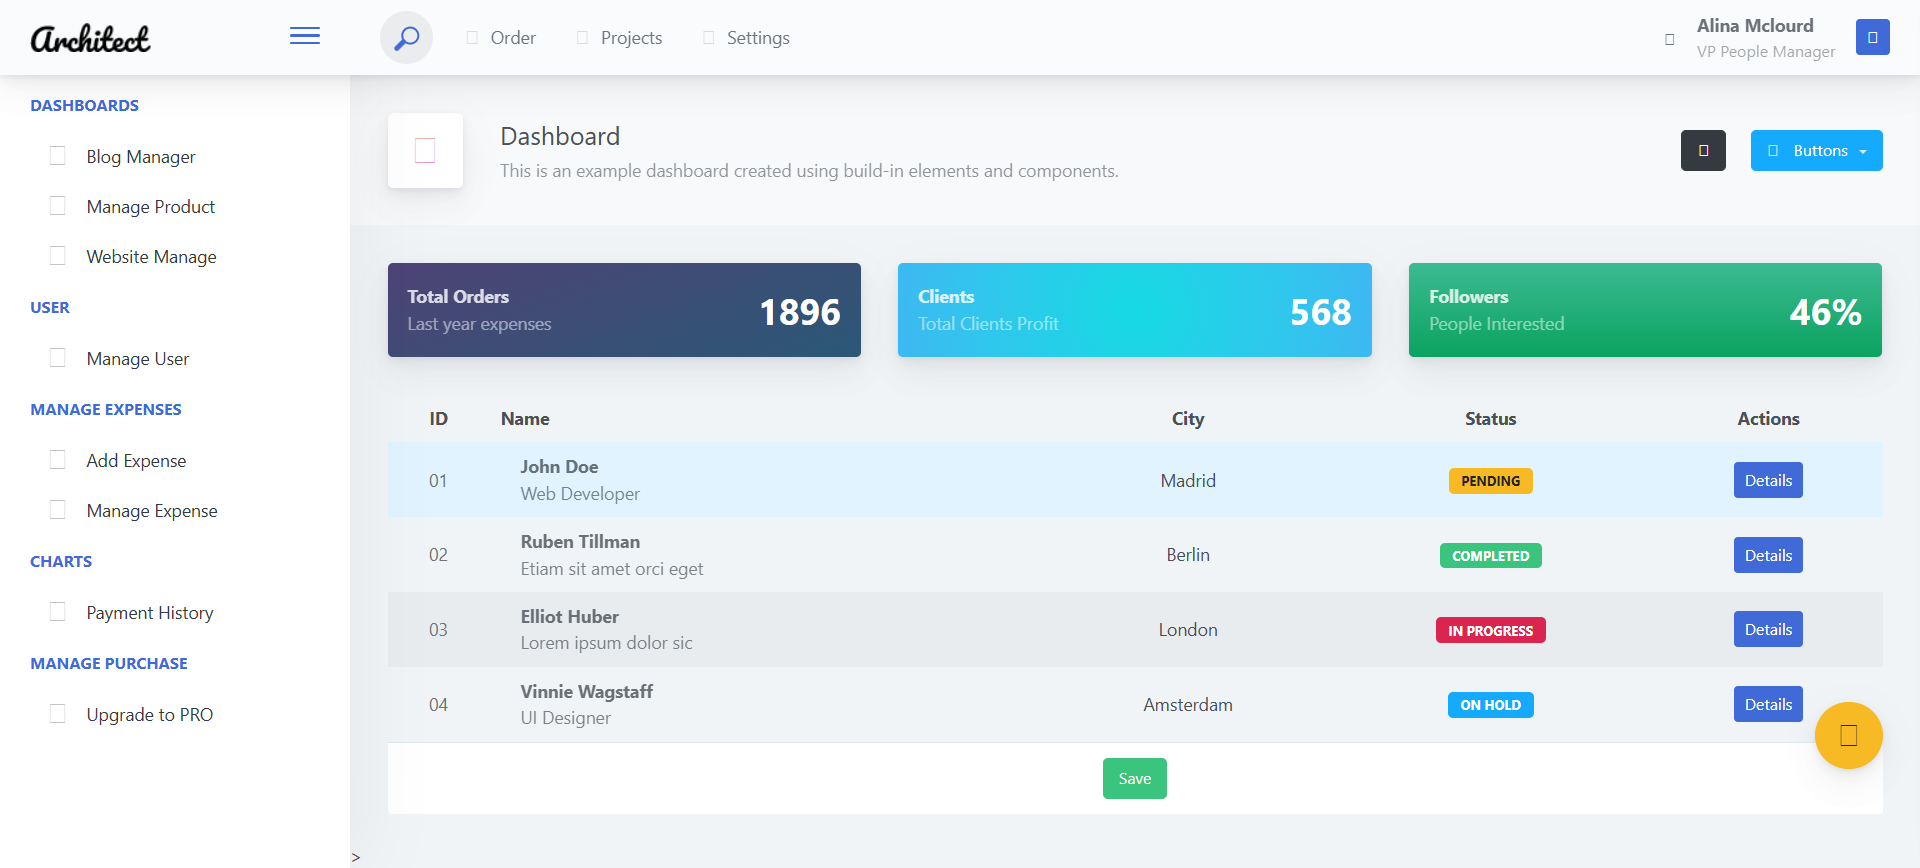 Architect
Order
Projects
Settings
Alina Mclourd
VP People Manager
DASHBOARDS
Blog Manager
Manage Product
Website Manage
USER
Manage User
MANAGE EXPENSES
Add Expense
Manage Expense
CHARTS
Payment History
MANAGE PURCHASE
Upgrade to PRO
Dashboard
This is an example dashboard created using build-in elements and components.
Buttons
Total Orders
Last year expenses
1896
Clients
Total Clients Profit
568
Followers
People Interested
46%
ID Name City Status Actions
01 John Doe Madrid PENDING Details
Web Developer
02 Ruben Tillman Berlin COMPLETED Details
Etiam sit amet orci eget
03 Elliot Huber London IN PROGRESS Details
Lorem ipsum dolor sic
04 Vinnie Wagstaff Amsterdam ON HOLD Details
UI Designer
Save
>